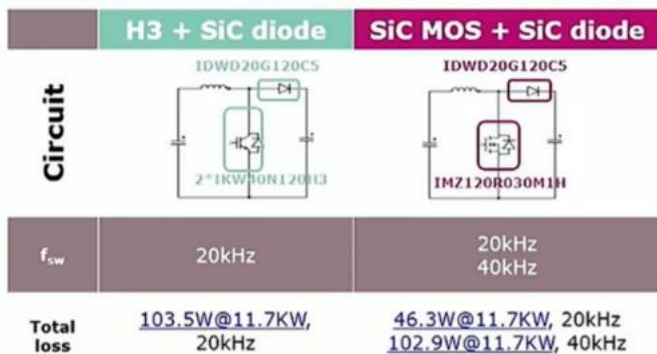 H3 + SiC diode
SiC MOS + SiC diode
Circuit
IDWD20G120C5
2*IKW40N120H3
IDWD20G120C5
IMZ120R030M1H
fsw
20kHz
20kHz
40kHz
Total
loss
103.5W@11.7KW,
20kHz
46.3W@11.7KW, 20kHz
102.9W@11.7KW, 40kHz